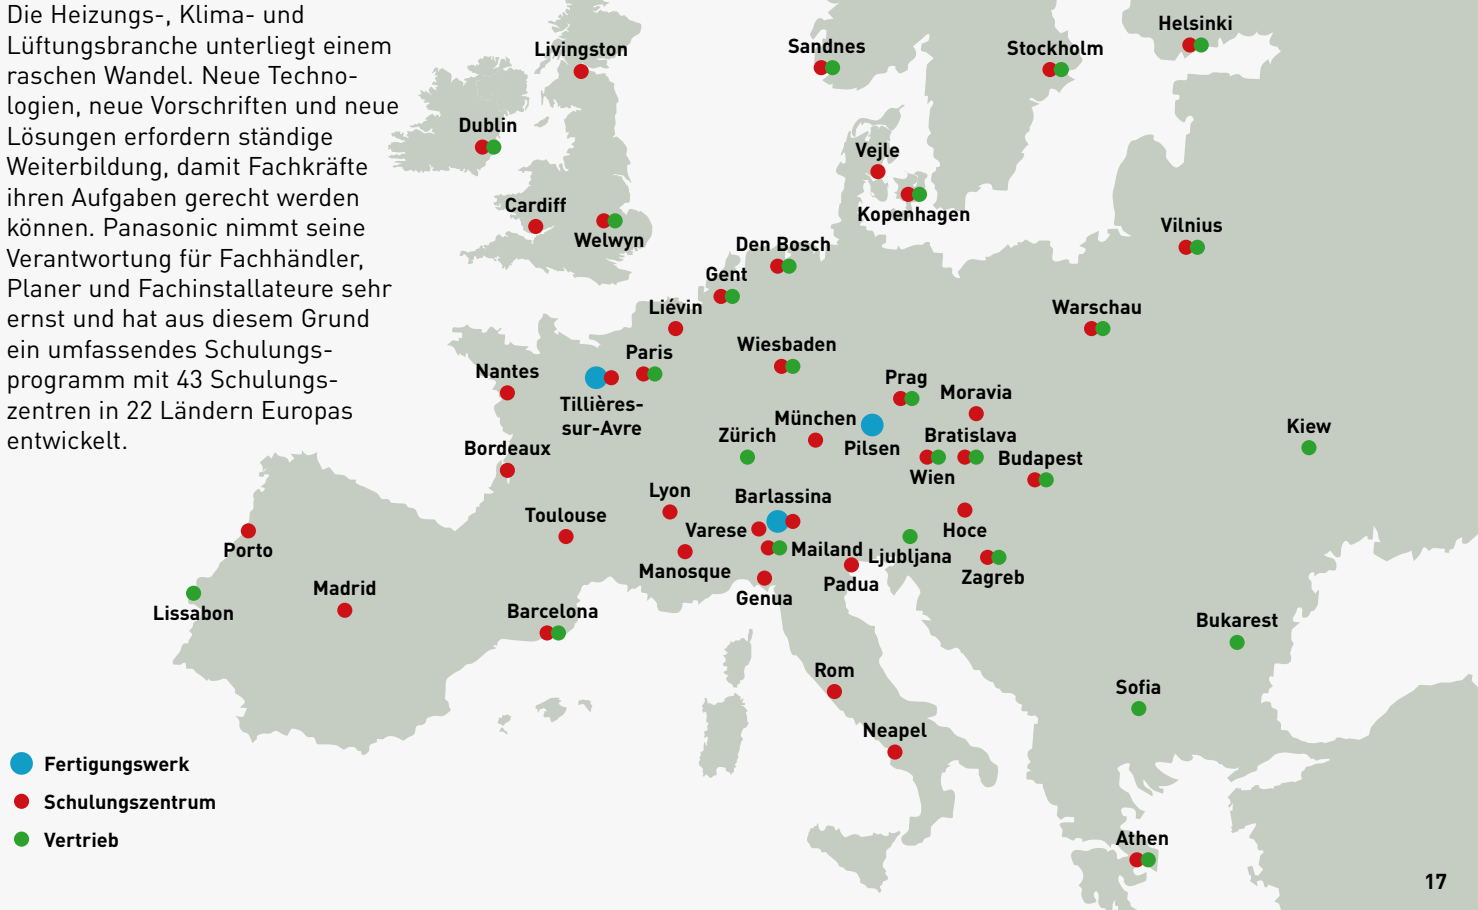 Die Heizungs-, Klima- und
Lüftungsbranche unterliegt einem
raschen Wandel. Neue Techno-
logien, neue Vorschriften und neue
Lösungen erfordern ständige
Weiterbildung, damit Fachkräfte
ihren Aufgaben gerecht werden
können. Panasonic nimmt seine
Verantwortung für Fachhändler,
Planer und Fachinstallateure sehr
ernst und hat aus diesem Grund
ein umfassendes Schulungs-
programm mit 43 Schulungs-
zentren in 22 Ländern Europas
entwickelt.
Helsinki
Sandnes
Stockholm
Livingston
Dublin
Vejle
Cardiff
Kopenhagen
Vilnius
Welwyn
Den Bosch
Gent
Liévin
Warschau
Wiesbaden
Paris
Nantes
Prag
Moravia
Tillières-
sur-Avre
München
Kiew
Zürich
Bratislava
Bordeaux
Pilsen
Budapest
Wien
Lyon
Barlassina
Toulouse
Varese
Hoce
Porto
Mailand
Ljubljana
Manosque
Zagreb
Padua
Madrid
Genua
Lissabon
Barcelona
Bukarest
Rom
Sofia
Neapel
Fertigungswerk
Schulungszentrum
Vertrieb
Athen
17